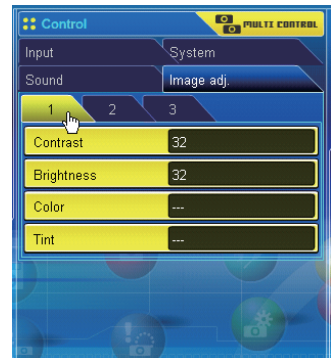 Control
MULTI CONTROL
Input System
Sound Image adj.
1 2 3
Contrast 32
Brightness 32
Color ---
Tint ---